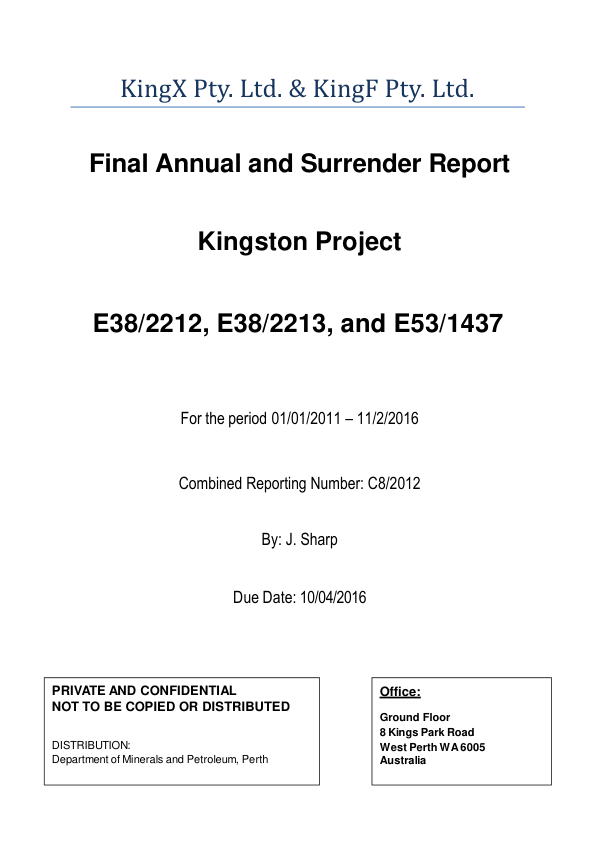 KingX Pty. Ltd. & KingF Pty. Ltd.
Final Annual and Surrender Report
Kingston Project
E38/2212, E38/2213, and E53/1437
For the period 01/01/2011 – 11/2/2016
Combined Reporting Number: C8/2012
By: J. Sharp
Due Date: 10/04/2016
PRIVATE AND CONFIDENTIAL
NOT TO BE COPIED OR DISTRIBUTED
DISTRIBUTION:
Department of Minerals and Petroleum, Perth
Office:
Ground Floor
8 Kings Park Road
West Perth WA 6005
Australia